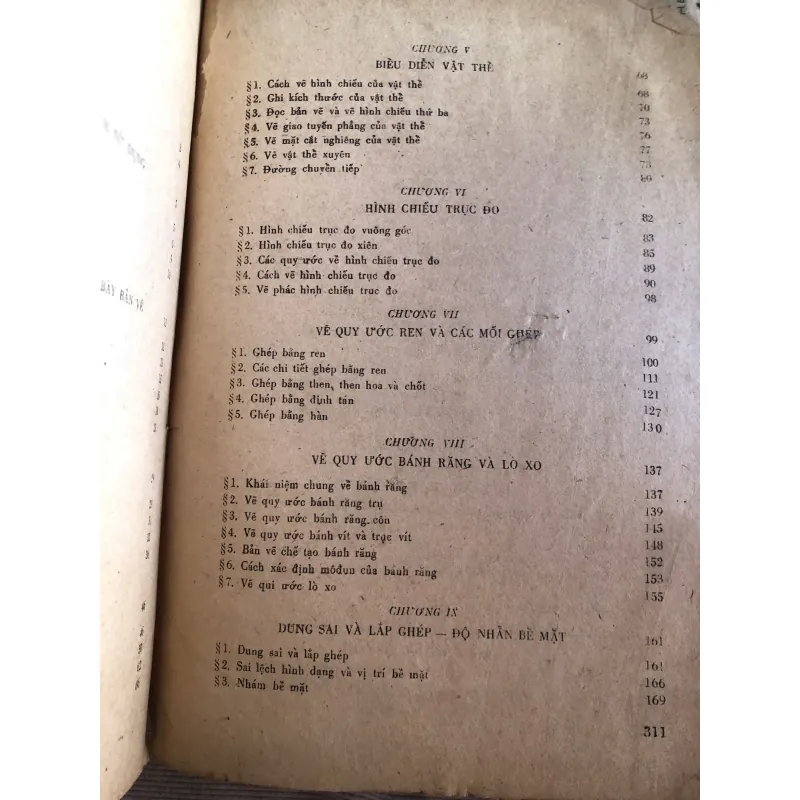 CHƯƠNG V
BIỂU DIỄN VẬT THỂ 68
§1. Cách vẽ hình chiếu của vật thể 68
§2. Ghi kích thước của vật thể 70
§3. Đọc bản vẽ và vẽ hình chiếu thứ ba 73
§4. Vẽ giao tuyến phẳng của vật thể 76
§5. Vẽ mặt cắt nghiêng của vật thể 77
§6. Vẽ vật thể xuyên 73
§7. Đường chuyển tiếp 80
CHƯƠNG VI
HÌNH CHIẾU TRỤC ĐO 82
§1. Hình chiếu trục đo vuông góc 83
§2. Hình chiếu trục đo xiên 85
§3. Các quy ước về hình chiếu trục đo 89
§4. Cách vẽ hình chiếu trục đo 90
§5. Vẽ phác hình chiếu trục đo 98
CHƯƠNG VII
VẼ QUY ƯỚC REN VÀ CÁC MỐI GHÉP 99
§1. Ghép bằng ren 100
§2. Các chi tiết ghép bằng ren 111
§3. Ghép bằng then, then hoa và chốt 121
§4. Ghép bằng đinh tán 127
§5. Ghép bằng hàn 130
CHƯƠNG VIII
VẼ QUY ƯỚC BÁNH RĂNG VÀ LÒ XO 137
§1. Khái niệm chung về bánh răng 137
§2. Vẽ quy ước bánh răng trụ 139
§3. Vẽ quy ước bánh răng côn 145
§4. Vẽ quy ước bánh vít và trục vít 148
§5. Bản vẽ chế tạo bánh răng 152
§6. Cách xác định môđun của bánh răng 153
§7. Vẽ qui ước lò xo 155
CHƯƠNG IX
DUNG SAI VÀ LẮP GHÉP — ĐỘ NHẴN BỀ MẶT 161
§1. Dung sai và lắp ghép 161
§2. Sai lệch hình dạng và vị trí bề mặt 166
§3. Nhám bề mặt 169
311
BẢN VẼ